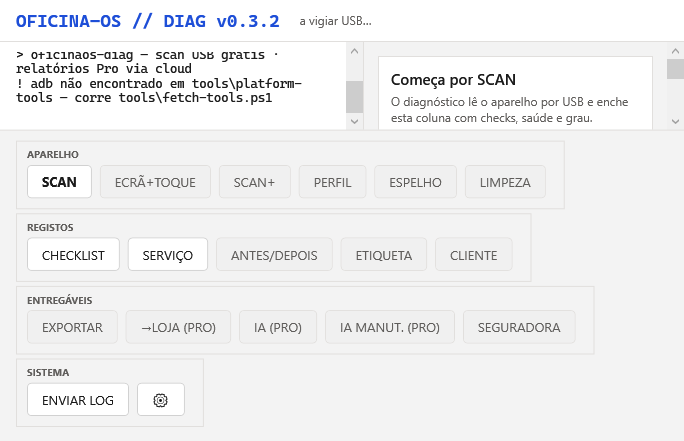 OFICINA-OS // DIAG v0.3.2 a vigiar USB...
> oficinaos-diag — scan USB grátis ·
relatórios Pro via cloud
! adb não encontrado em tools\platform-
tools — corre tools\fetch-tools.ps1
Começa por SCAN
O diagnóstico lê o aparelho por USB e enche
esta coluna com checks, saúde e grau.
APARELHO
SCAN ECRÃ+TOQUE SCAN+ PERFIL ESPELHO LIMPEZA
REGISTOS
CHECKLIST SERVIÇO ANTES/DEPOIS ETIQUETA CLIENTE
ENTREGÁVEIS
EXPORTAR →LOJA (PRO) IA (PRO) IA MANUT. (PRO) SEGURADORA
SISTEMA
ENVIAR LOG